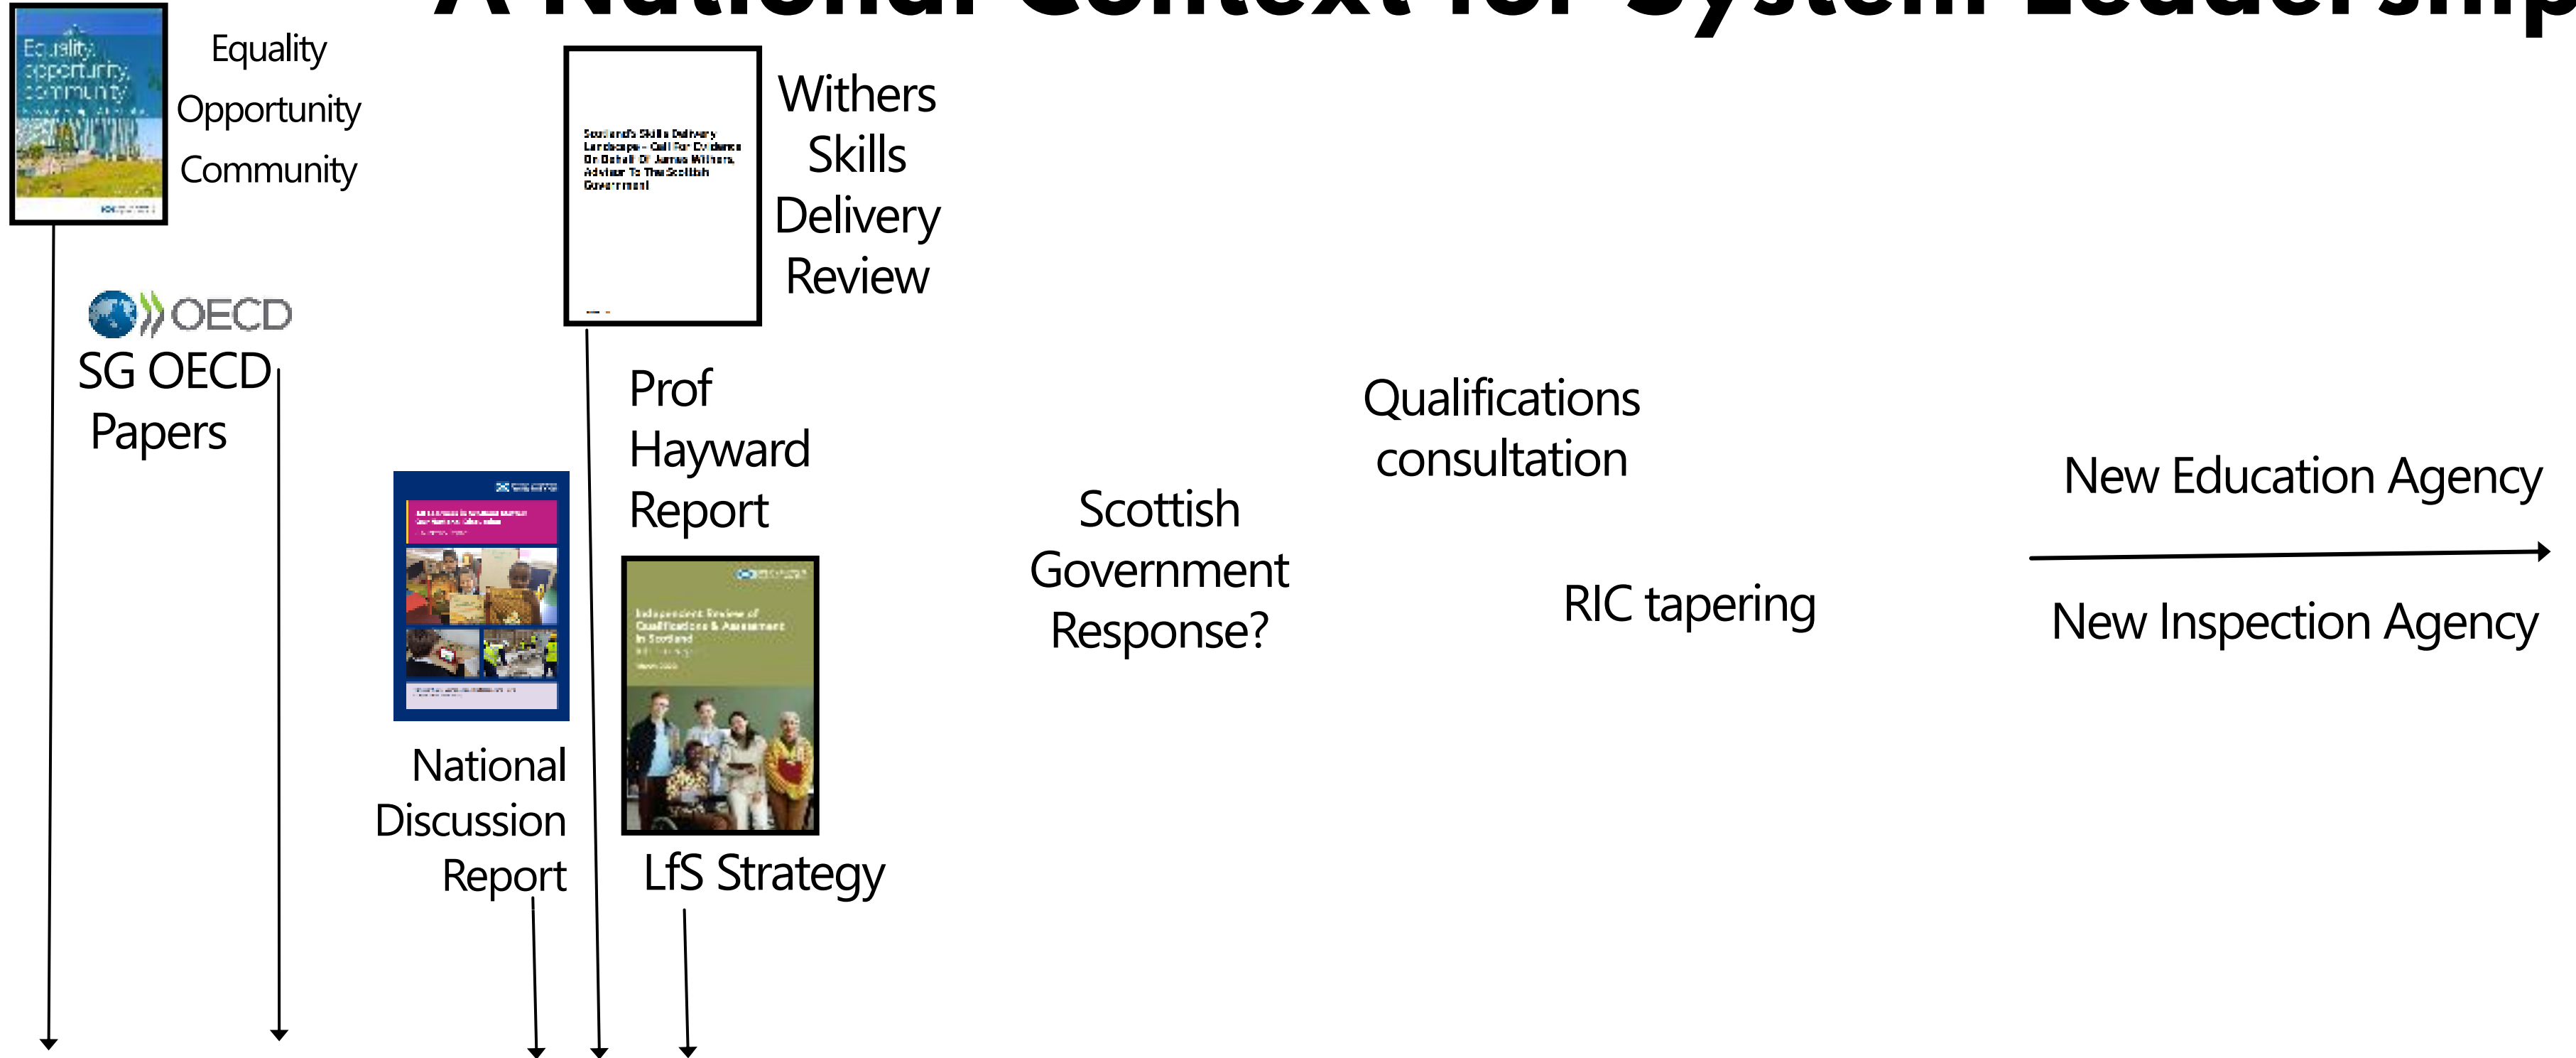 A National Context for System Leadership
Equality,
opportunity,
community
Equality
Opportunity
Community
OECD
SG OECD
Papers
Scotland's Skills Delivery
Landscape – Call For Evidence
On Behalf Of James Withers,
Advisor To The Scottish
Government
Withers
Skills
Delivery
Review
Prof
Hayward
Report
Independent Review of
Qualifications & Assessment
in Scotland
National
Discussion
Report
LfS Strategy
Scottish
Government
Response?
Qualifications
consultation
RIC tapering
New Education Agency
New Inspection Agency